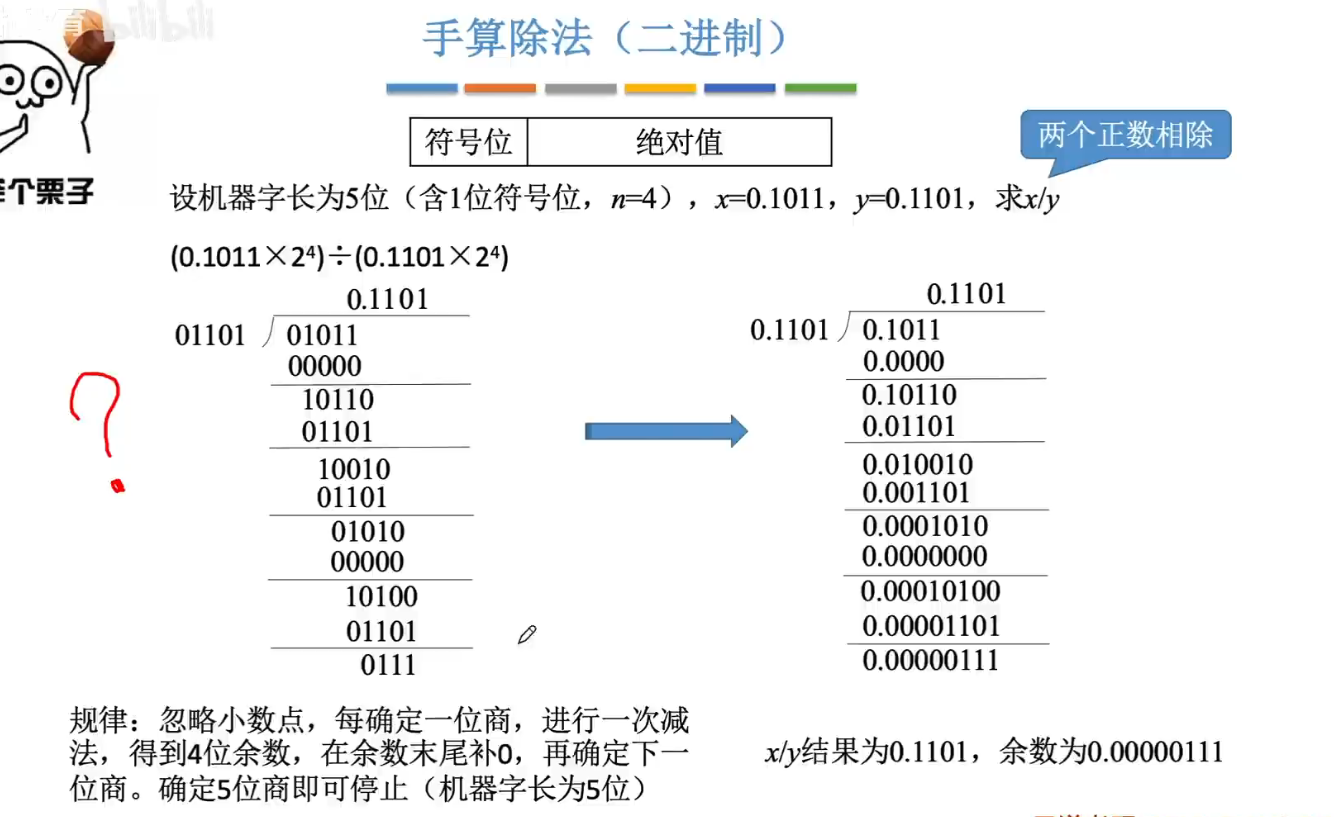 bilibili
手算除法（二进制）
符号位 绝对值
两个正数相除
个栗子
设机器字长为5位（含1位符号位，n=4），x=0.1011，y=0.1101，求x/y
(0.1011×2⁴)÷(0.1101×2⁴)
0.1101
01101 01011
00000
10110
01101
10010
01101
01010
00000
10100
01101
0111
?
0.1101
0.1101 0.1011
0.0000
0.10110
0.01101
0.010010
0.001101
0.0001010
0.0000000
0.00010100
0.00001101
0.00000111
规律：忽略小数点，每确定一位商，进行一次减
法，得到4位余数，在余数末尾补0，再确定下一
位商。确定5位商即可停止（机器字长为5位）
x/y结果为0.1101，余数为0.00000111